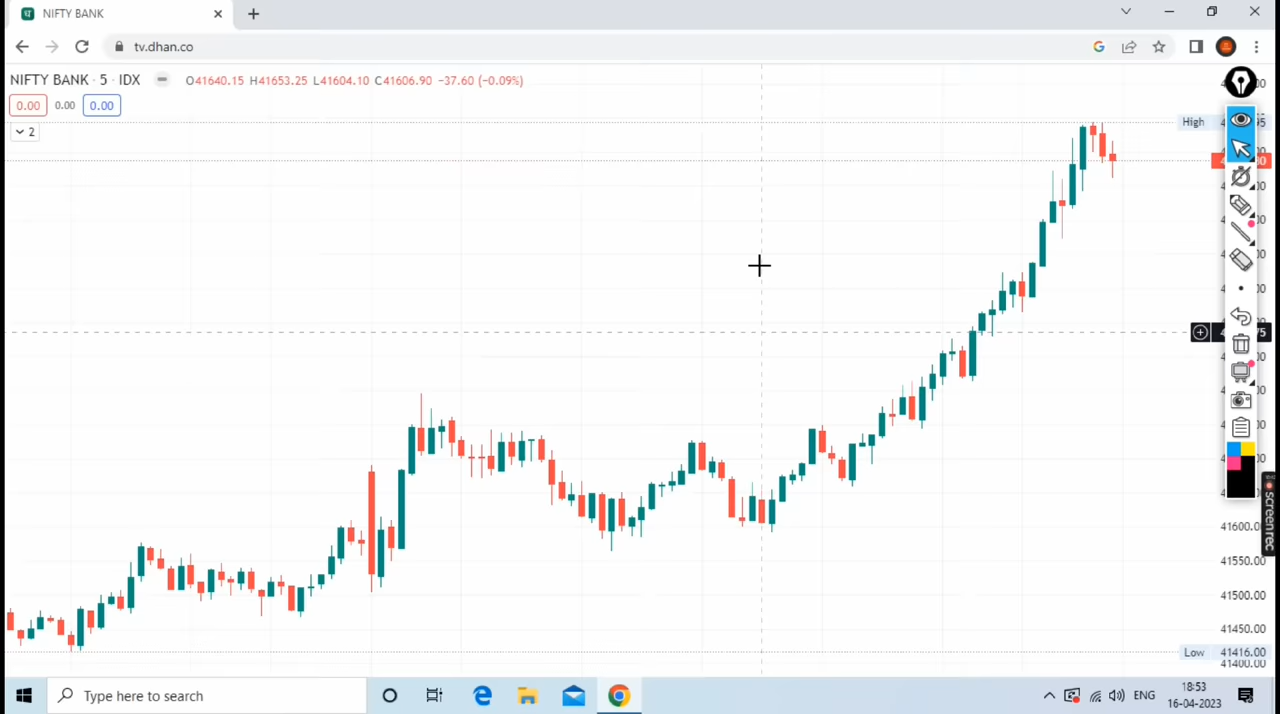 NIFTY BANK
tv.dhan.co
NIFTY BANK · 5 · IDX O41640.15 H41653.25 L41604.10 C41606.90 -37.60 (-0.09%)
0.00 0.00 0.00
2
High
41600.00
41550.00
41500.00
41450.00
Low 41416.00
41400.00
screen rec
Type here to search
ENG
18:53
16-04-2023